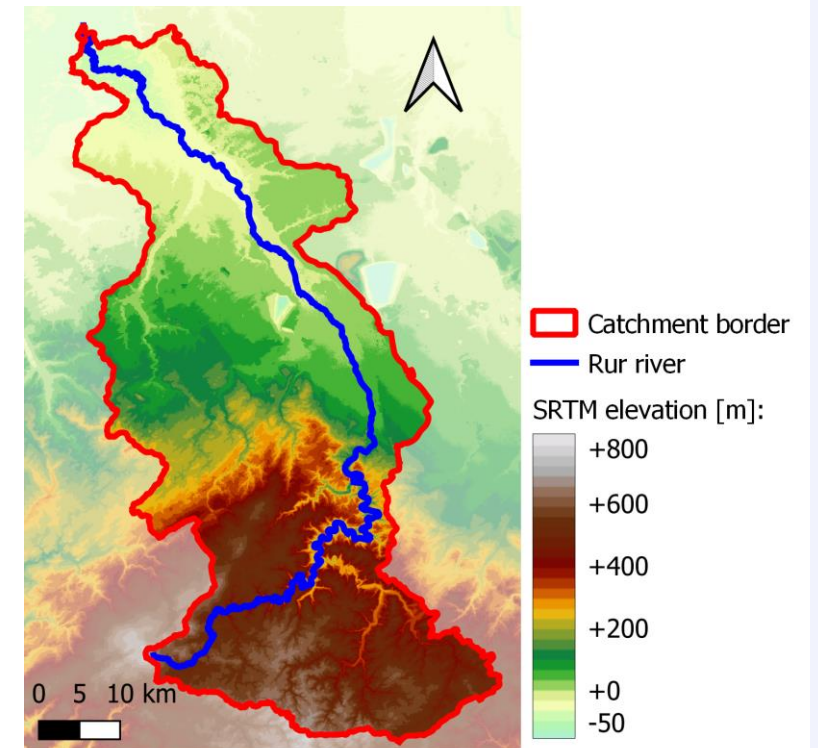 Catchment border
Rur river
SRTM elevation [m]:
+800
+600
+400
+200
+0
-50
0 5 10 km